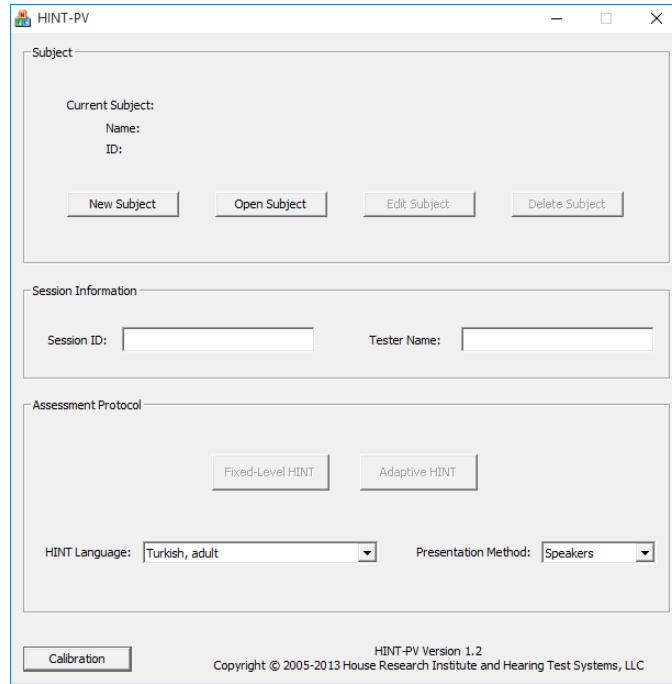 HINT-PV
Subject
Current Subject:
Name:
ID:
New Subject Open Subject Edit Subject Delete Subject
Session Information
Session ID: Tester Name:
Assessment Protocol
Fixed-Level HINT Adaptive HINT
HINT Language: Turkish, adult Presentation Method: Speakers
Calibration
HINT-PV Version 1.2
Copyright © 2005-2013 House Research Institute and Hearing Test Systems, LLC